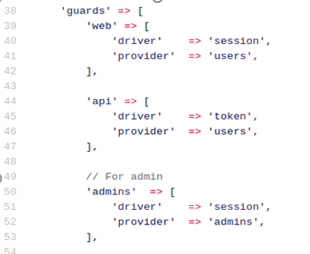 38 'guards' => [
39 'web' => [
40 'driver' => 'session',
41 'provider' => 'users',
42 ],
43
44 'api' => [
45 'driver' => 'token',
46 'provider' => 'users',
47 ],
48
49 // For admin
50 'admins' => [
51 'driver' => 'session',
52 'provider' => 'admins',
53 ],
54